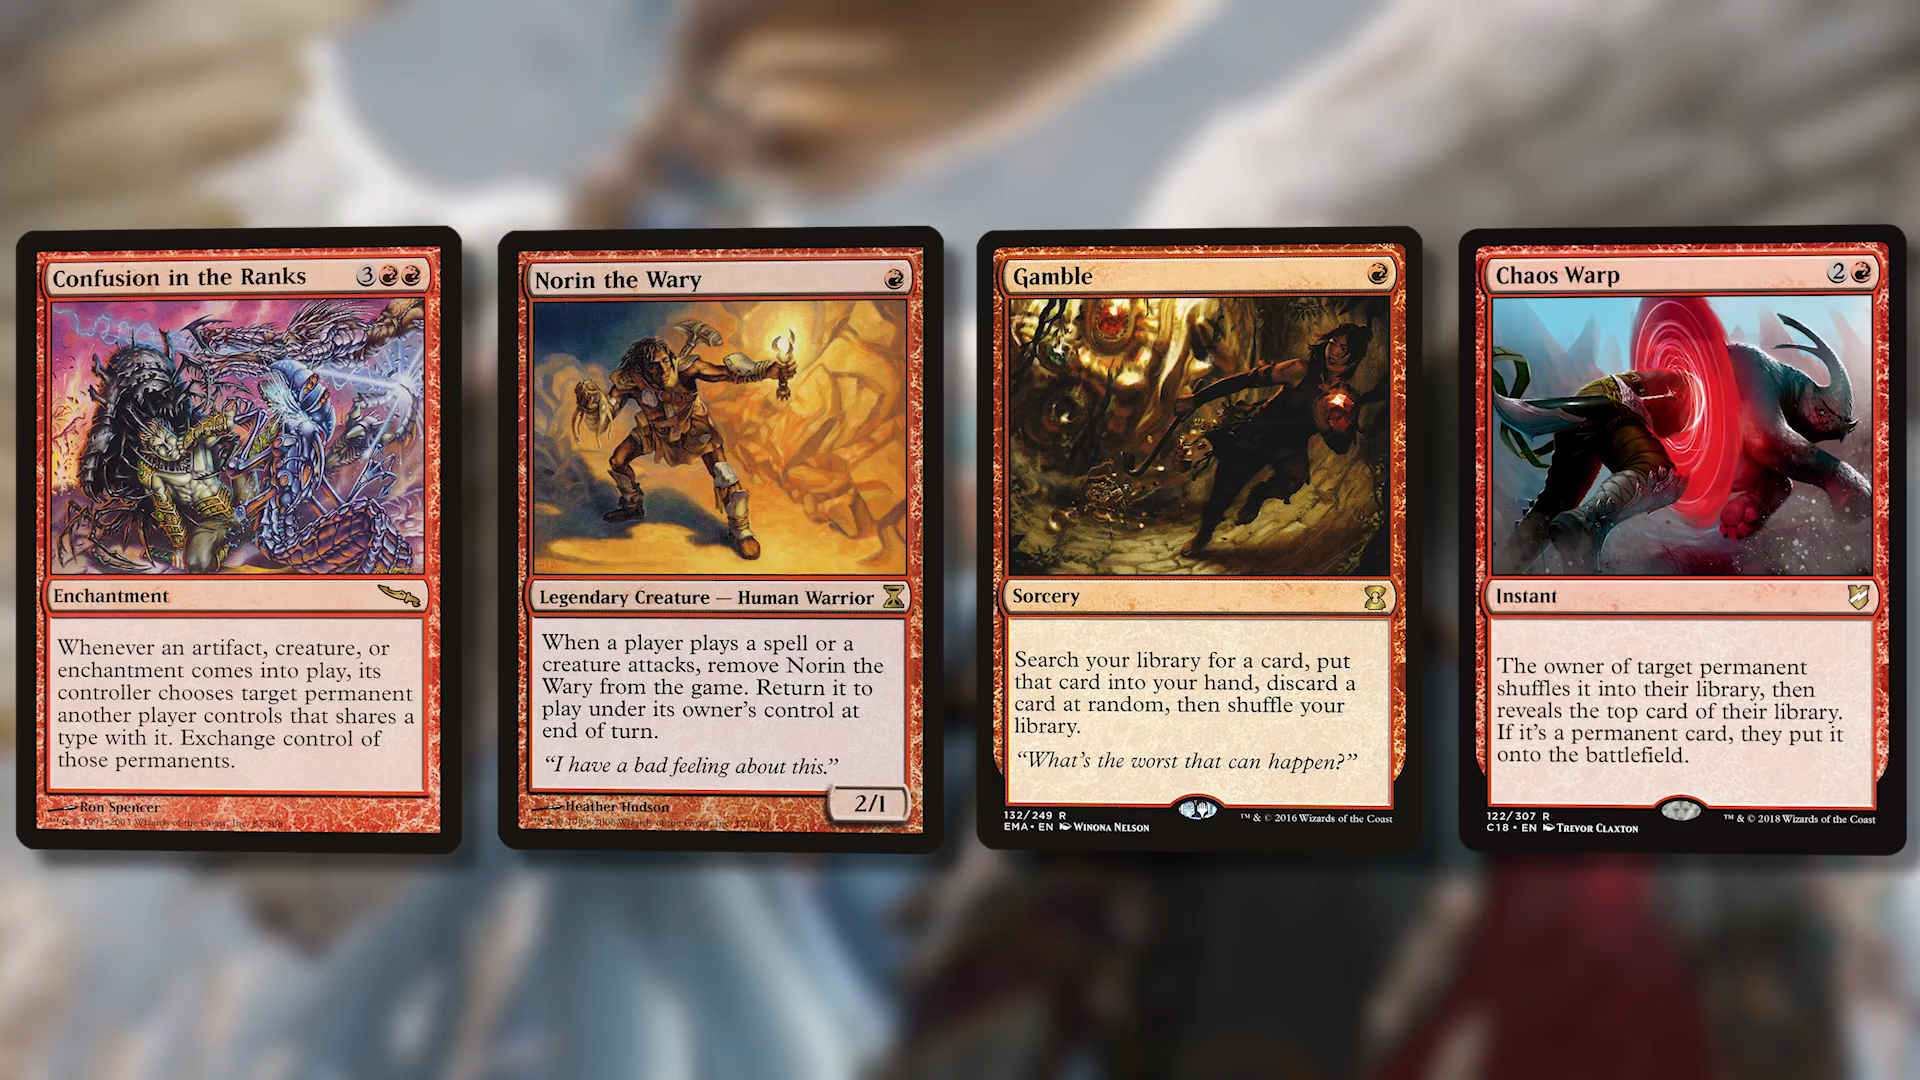 Confusion in the Ranks 3
Enchantment
Whenever an artifact, creature, or
enchantment comes into play, its
controller chooses target permanent
another player controls that shares a
type with it. Exchange control of
those permanents.
Ron Spencer
Norin the Wary
Legendary Creature — Human Warrior
When a player plays a spell or a
creature attacks, remove Norin the
Wary from the game. Return it to
play under its owner's control at
end of turn.
“I have a bad feeling about this.”
2/1
Heather Hudson
Gamble
Sorcery
Search your library for a card, put
that card into your hand, discard a
card at random, then shuffle your
library.
“What's the worst that can happen?”
132/249 R
EMA • EN Winona Nelson
™ & © 2016 Wizards of the Coast
Chaos Warp 2
Instant
The owner of target permanent
shuffles it into their library, then
reveals the top card of their library.
If it's a permanent card, they put it
onto the battlefield.
122/307 R
C18 • EN Trevor Claxton
™ & © 2018 Wizards of the Coast